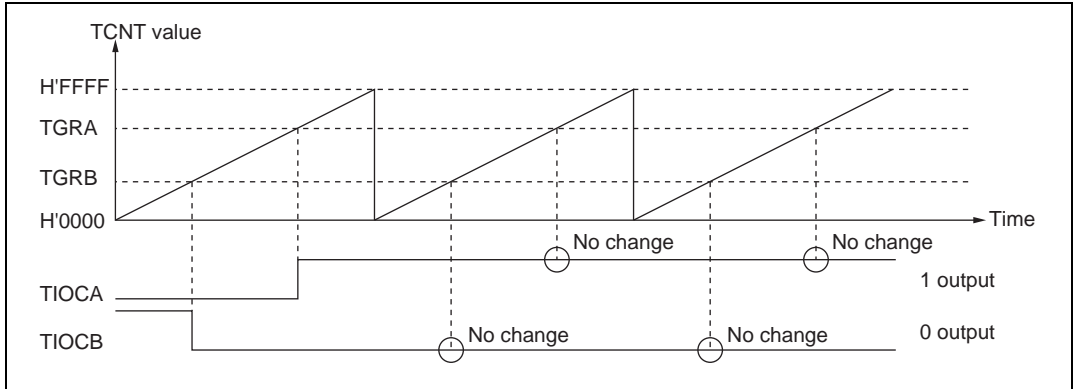 TCNT value
H'FFFF
TGRA
TGRB
H'0000
Time
No change
No change
1 output
TIOCA
No change
No change
0 output
TIOCB